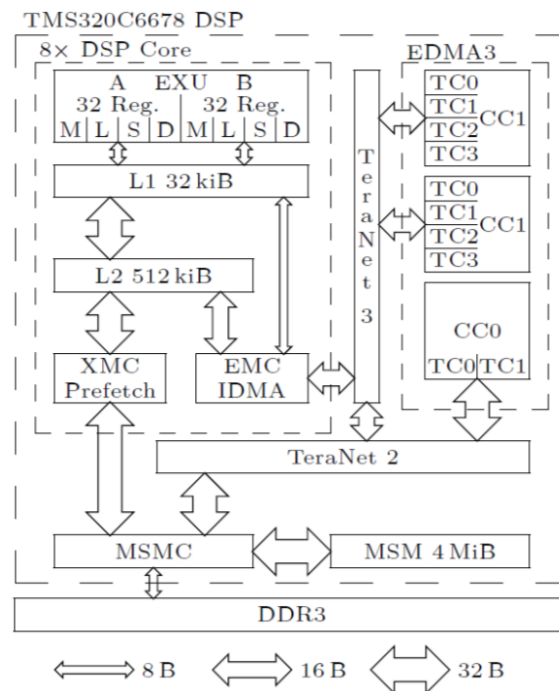 TMS320C6678 DSP
8× DSP Core
EDMA3
A EXU B
32 Reg. 32 Reg.
M L S D M L S D
L1 32 kiB
L2 512 kiB
XMC
Prefetch
EMC
IDMA
TeraNet 3
TC0
TC1
TC2
TC3
CC1
TC0
TC1
TC2
TC3
CC1
CC0
TC0 TC1
TeraNet 2
MSMC
MSM 4 MiB
DDR3
8 B
16 B
32 B